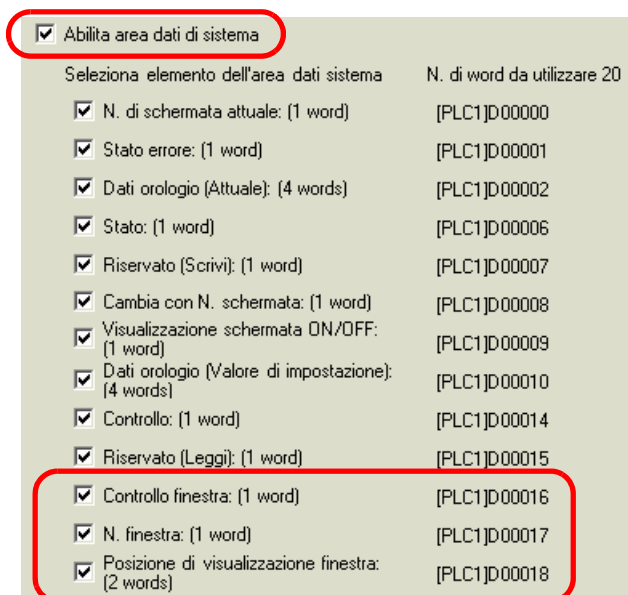 Abilita area dati di sistema
Seleziona elemento dell'area dati sistema N. di word da utilizzare 20
N. di schermata attuale: (1 word) [PLC1]D00000
Stato errore: (1 word) [PLC1]D00001
Dati orologio (Attuale): (4 words) [PLC1]D00002
Stato: (1 word) [PLC1]D00006
Riservato (Scrivi): (1 word) [PLC1]D00007
Cambia con N. schermata: (1 word) [PLC1]D00008
Visualizzazione schermata ON/OFF:
(1 word) [PLC1]D00009
Dati orologio (Valore di impostazione):
(4 words) [PLC1]D00010
Controllo: (1 word) [PLC1]D00014
Riservato (Leggi): (1 word) [PLC1]D00015
Controllo finestra: (1 word) [PLC1]D00016
N. finestra: (1 word) [PLC1]D00017
Posizione di visualizzazione finestra:
(2 words) [PLC1]D00018